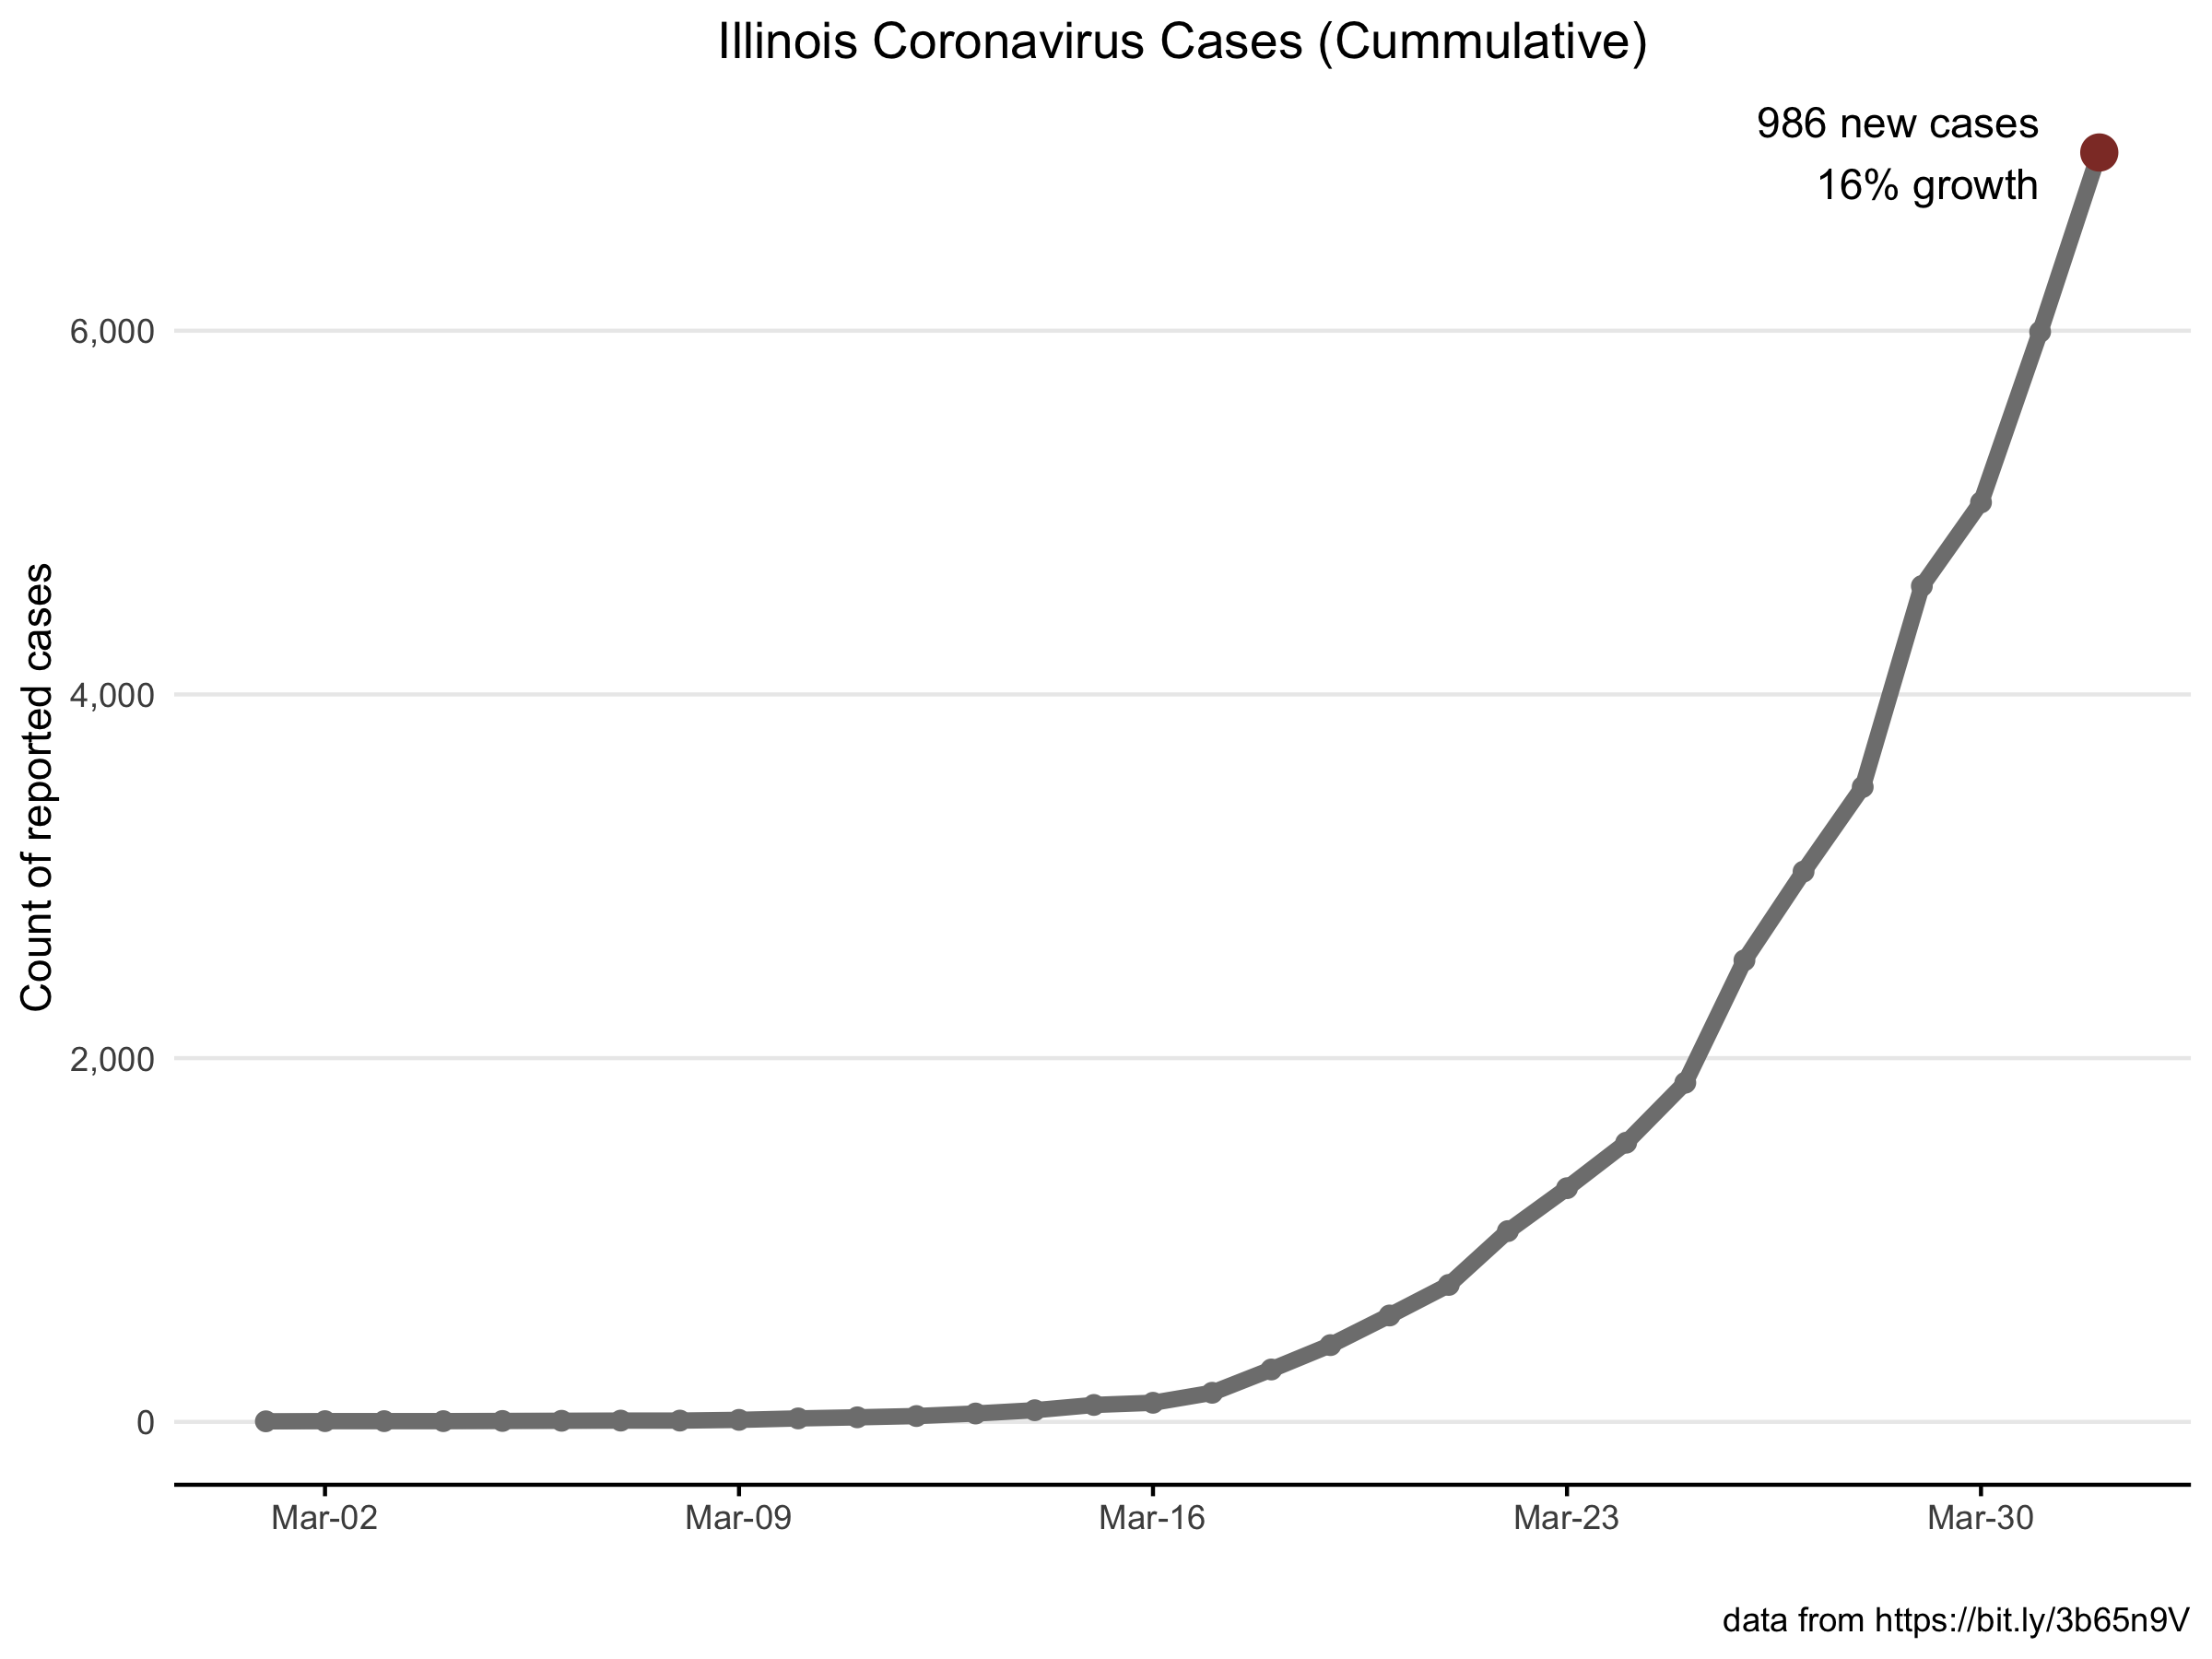 Illinois Coronavirus Cases (Cummulative)
986 new cases
16% growth
Count of reported cases
6,000
4,000
2,000
0
Mar-02 Mar-09 Mar-16 Mar-23 Mar-30
data from https://bit.ly/3b65n9V